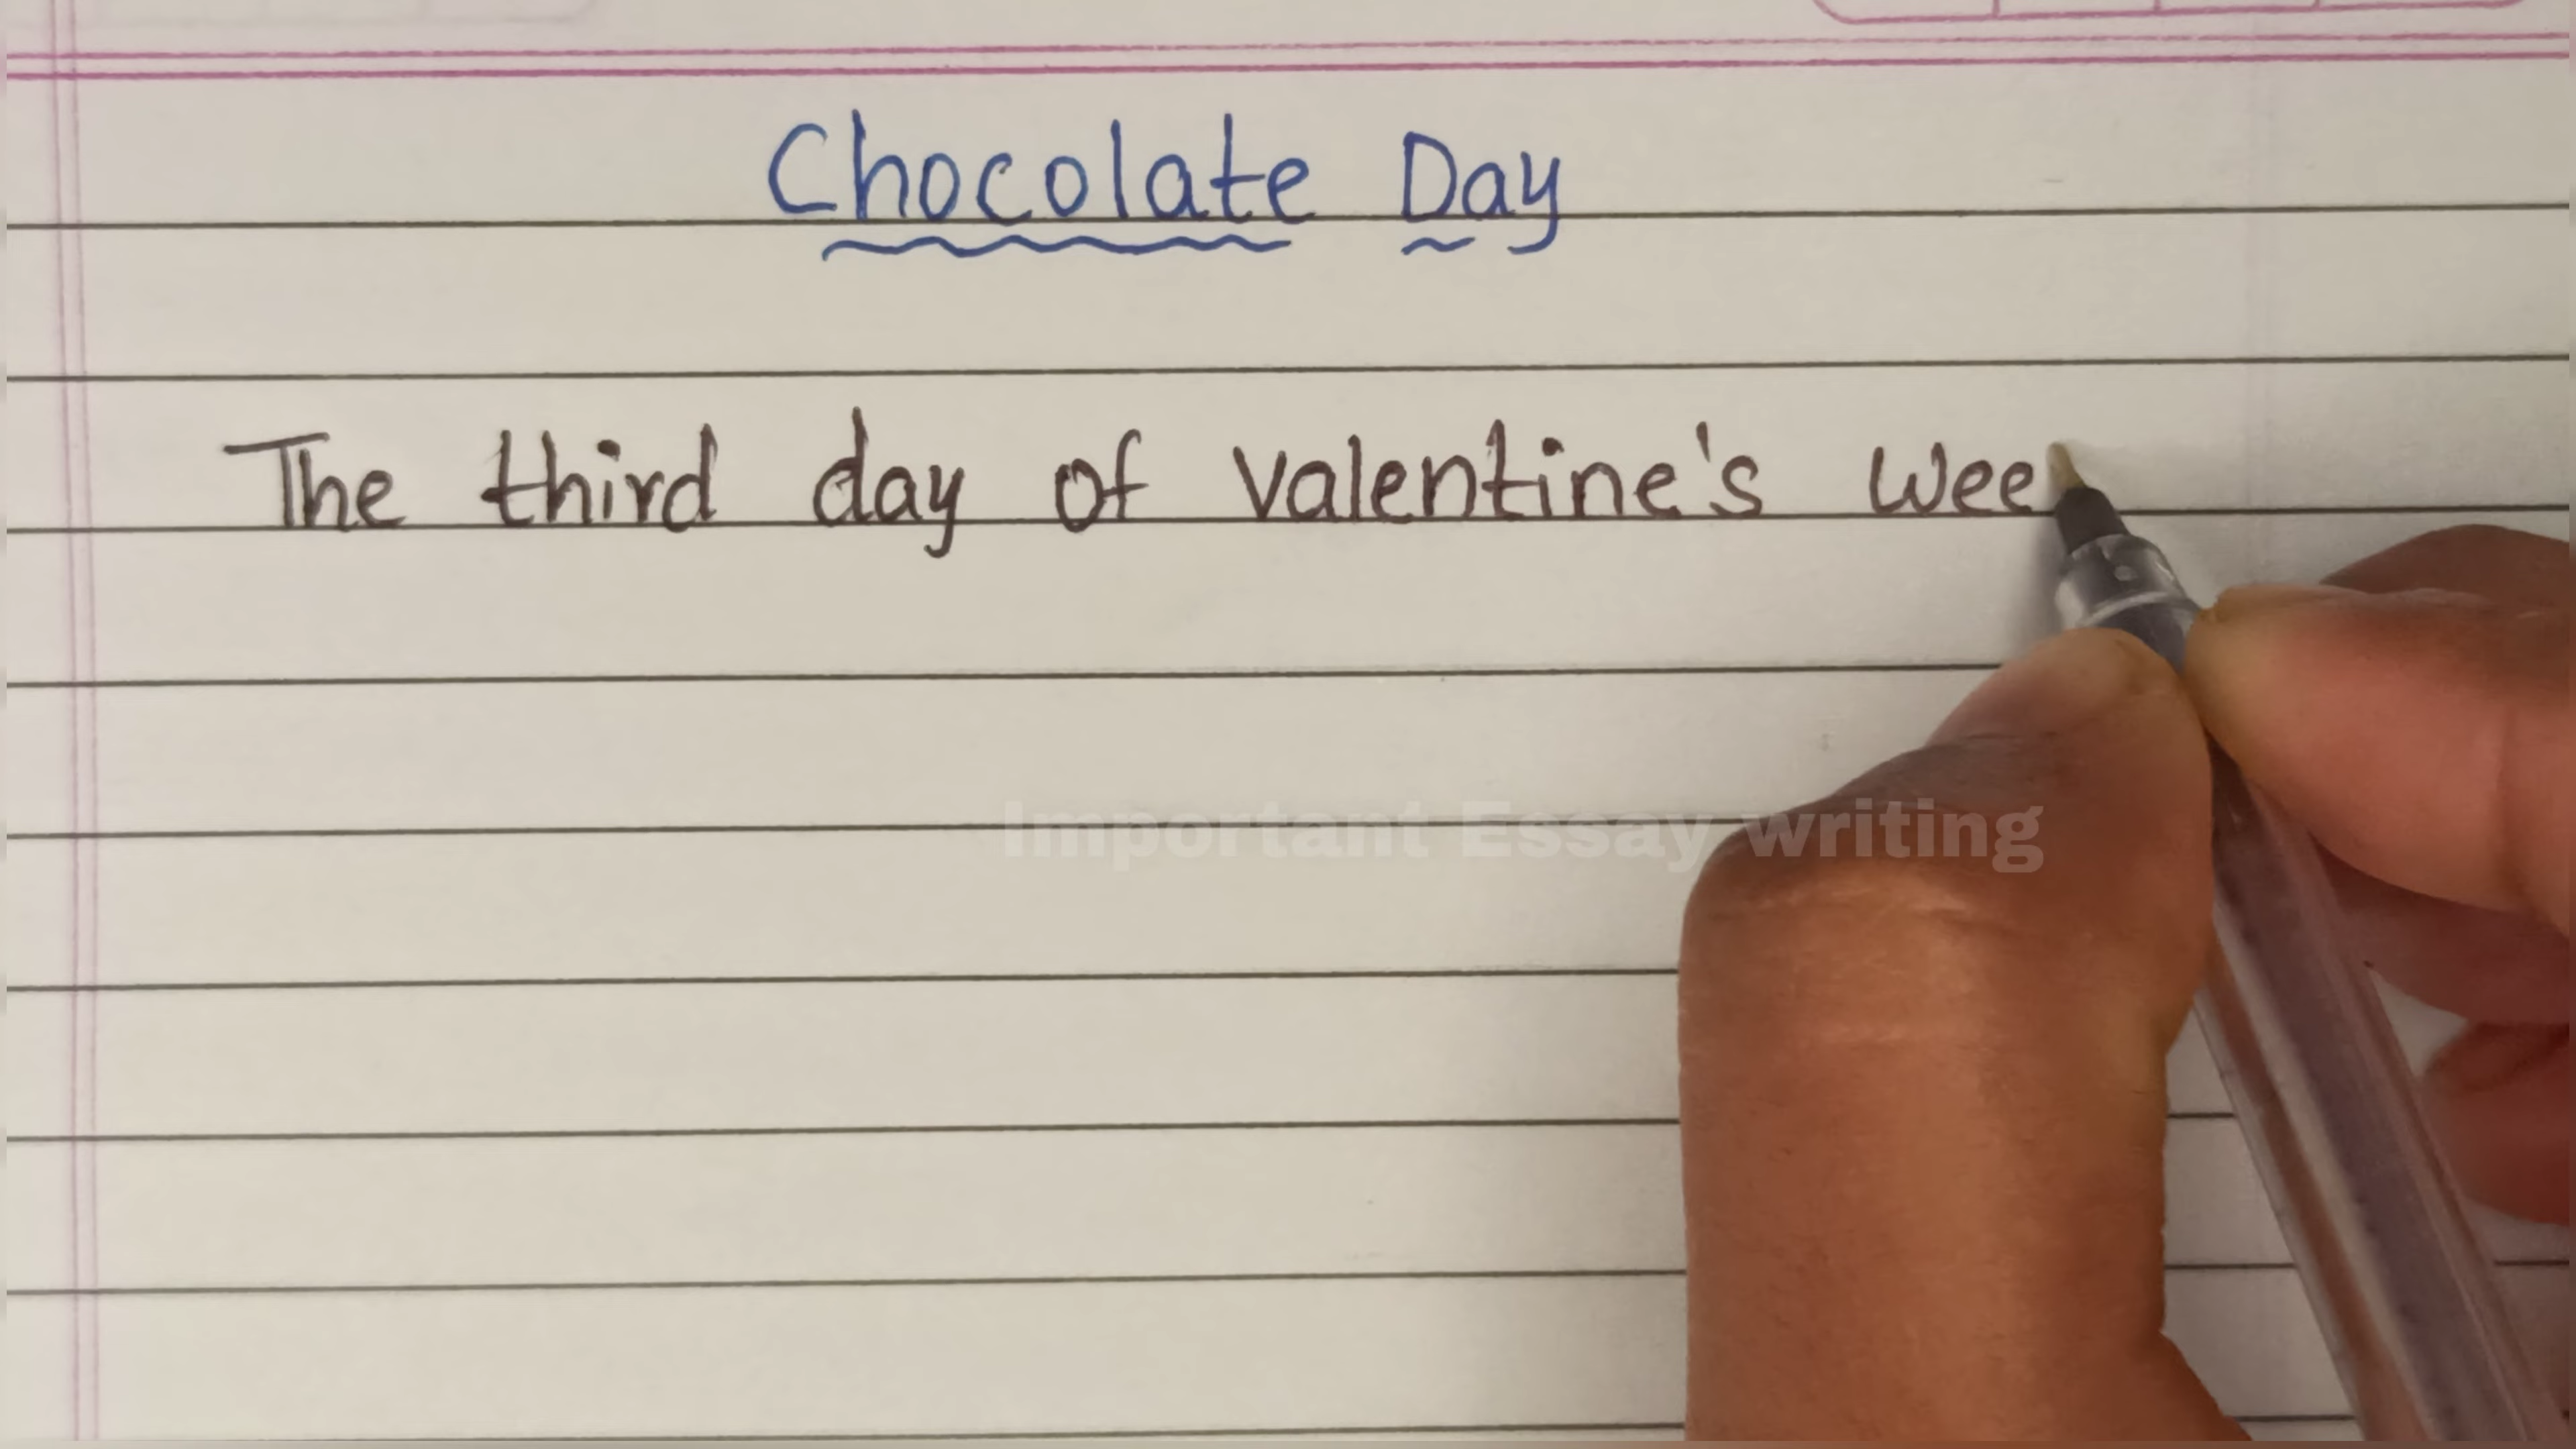 Chocolate Day
The third day of valentine's wee
Important Essay writing